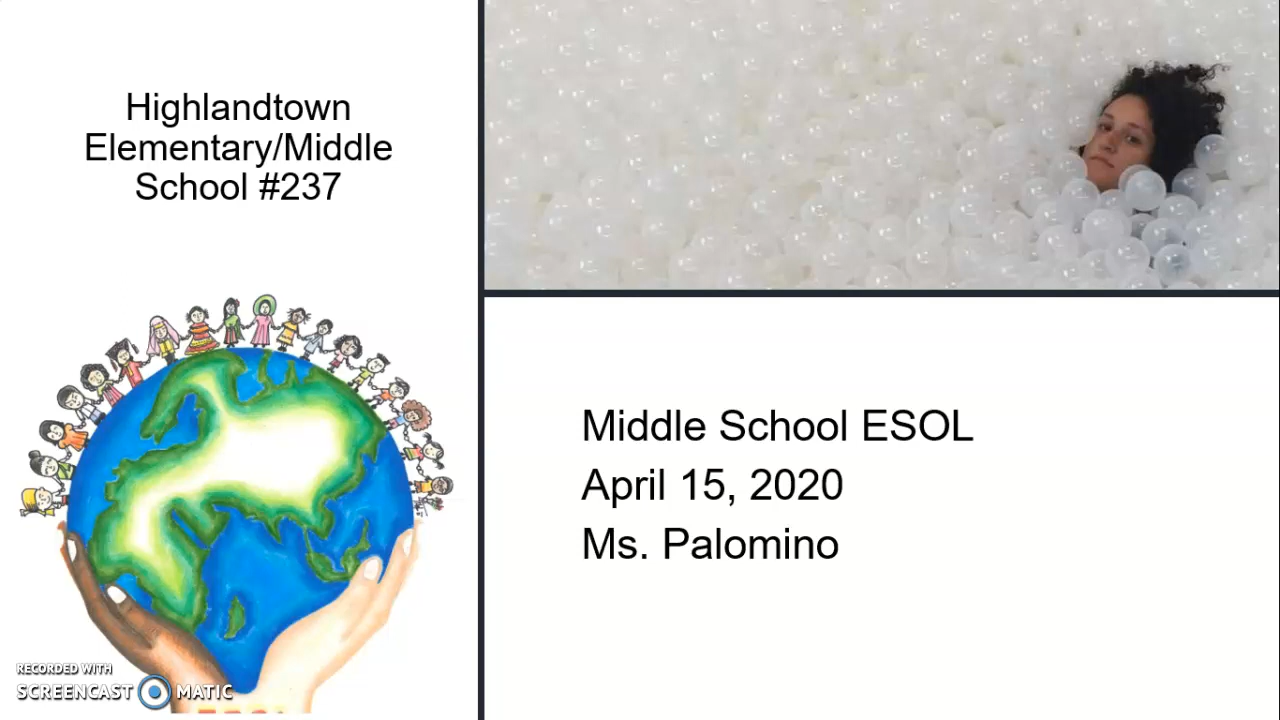 Highlandtown
Elementary/Middle
School #237
Middle School ESOL
April 15, 2020
Ms. Palomino
RECORDED WITH
SCREENCAST MATIC